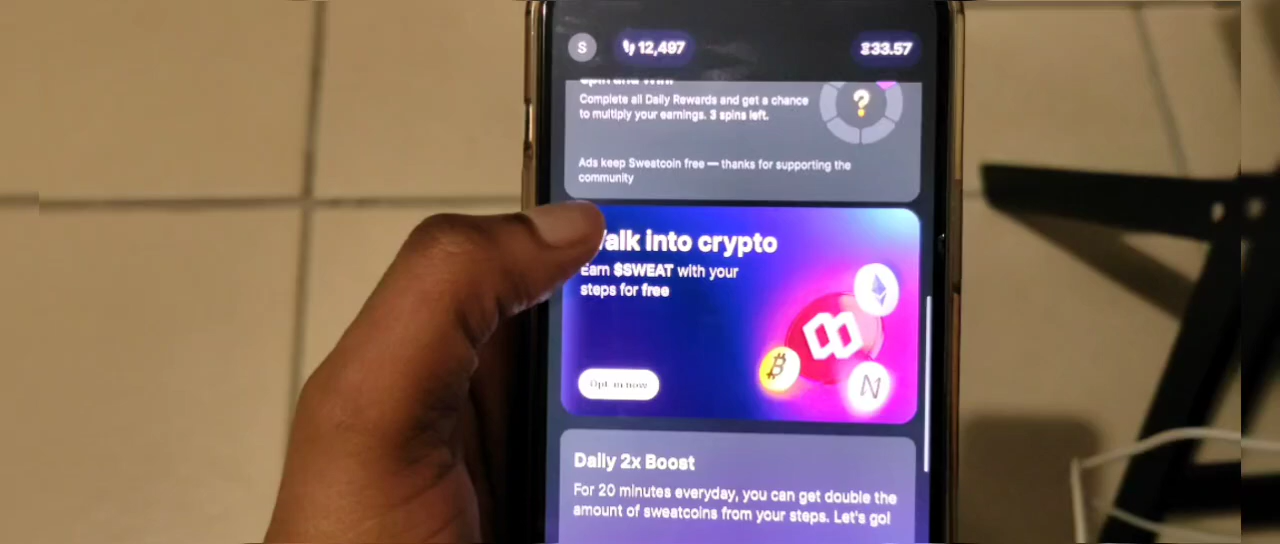 S
12,497
33.57
Spin and Win!
Complete all Daily Rewards and get a chance
to multiply your earnings. 3 spins left.
?
Ads keep Sweatcoin free — thanks for supporting the
community
alk into crypto
Earn $SWEAT with your
steps for free
Opt-in now
Daily 2x Boost
For 20 minutes everyday, you can get double the
amount of sweatcoins from your steps. Let's go!